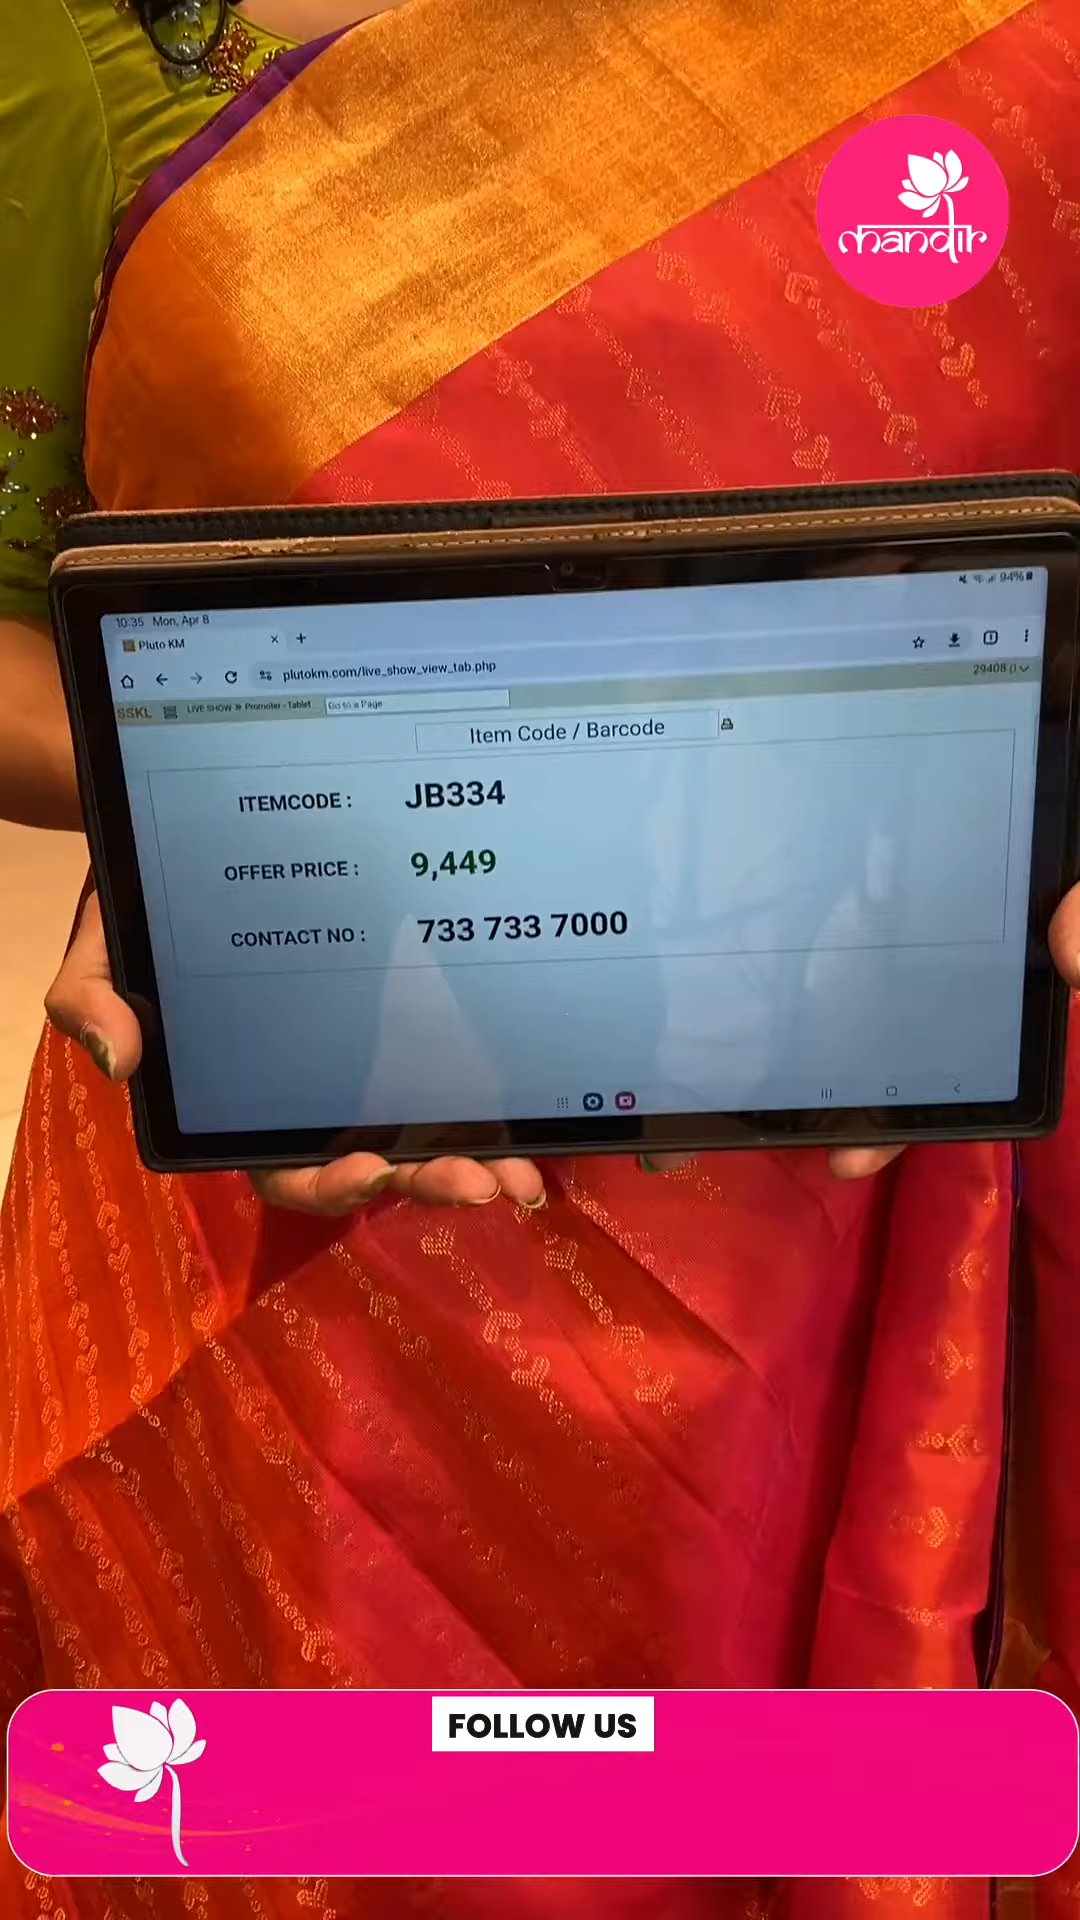 mandir
10:35 Mon, Apr 8
94%
Pluto KM
plutokm.com/live_show_view_tab.php
29408 (I
SSKL LIVE SHOW » Promoter - Tablet Go to a Page
Item Code / Barcode
ITEMCODE : JB334
OFFER PRICE : 9,449
CONTACT NO : 733 733 7000
FOLLOW US